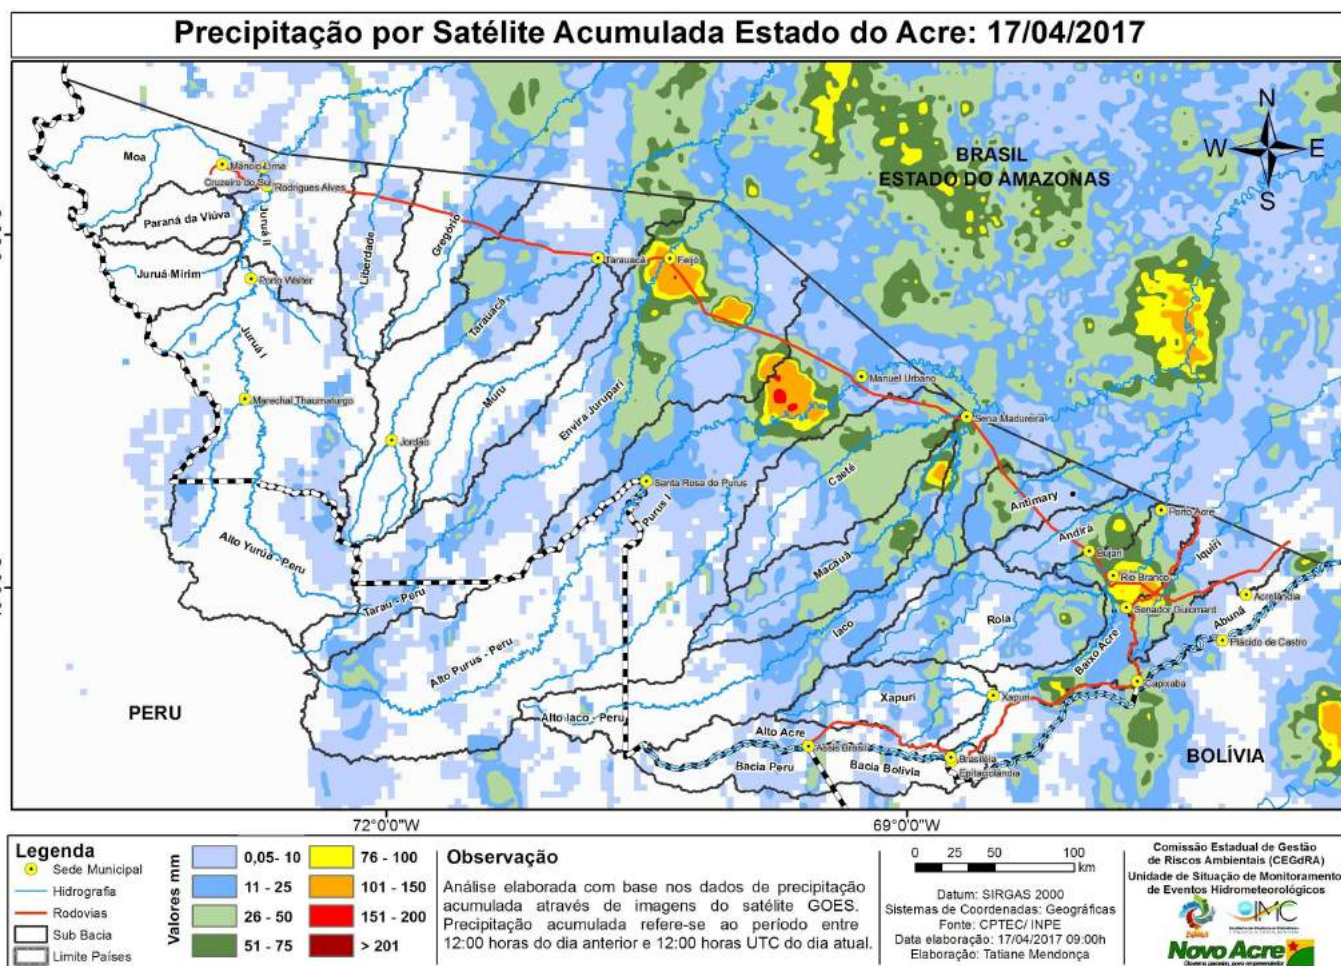 Precipitação por Satélite Acumulada Estado do Acre: 17/04/2017
N
W E
S
BRASIL
ESTADO DO AMAZONAS
Moa
Mâncio Lima
Cruzeiro do Sul
Rodrigues Alves
Paraná da Viúva
Juruá II
Liberdade
Gregório
Juruá-Mirim
Porto Walter
Tarauacá
Feijó
Tarauacá
Juruá I
Muru
Envira Jurupari
Manuel Urbano
Marechal Thaumaturgo
Sena Madureira
Jordão
Caeté
Santa Rosa do Purus
Purus I
Antimary
Porto Acre
Andirá
Bujari
Iquiri
Alto Yurúa - Peru
Macauã
Rio Branco
Tarau - Peru
Acrelândia
Senador Guiomard
Abunã
Iaco
Rola
Plácido de Castro
Baixo Acre
Alto Purus - Peru
Capixaba
Xapuri
Xapuri
PERU
Alto Iaco - Peru
Alto Acre
Assis Brasil
BOLÍVIA
Brasiléia
Bacia Peru
Bacia Bolívia
Epitaciolândia
72°0'0"W
69°0'0"W
Legenda
Sede Municipal
Hidrografia
Rodovias
Sub Bacia
Limite Países
Valores mm
0,05- 10
11 - 25
26 - 50
51 - 75
76 - 100
101 - 150
151 - 200
> 201
Observação
Análise elaborada com base nos dados de precipitação
acumulada através de imagens do satélite GOES.
Precipitação acumulada refere-se ao período entre
12:00 horas do dia anterior e 12:00 horas UTC do dia atual.
0 25 50 100
km
Datum: SIRGAS 2000
Sistemas de Coordenadas: Geográficas
Fonte: CPTEC/ INPE
Data elaboração: 17/04/2017 09:00h
Elaboração: Tatiane Mendonça
Comissão Estadual de Gestão
de Riscos Ambientais (CEGdRA)
Unidade de Situação de Monitoramento
de Eventos Hidrometeorológicos
IMC
Novo Acre